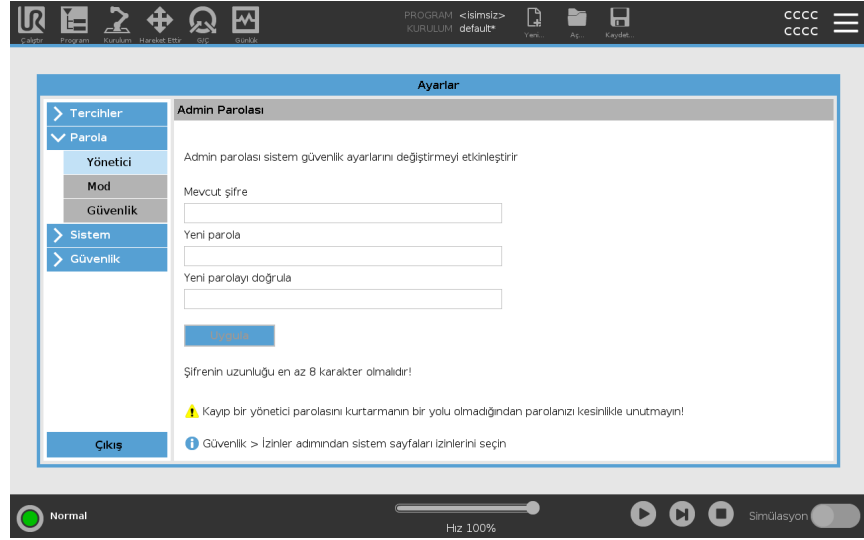 PROGRAM <isimsiz>
KURULUM default*
CCCC
CCCC
Çalıştır Program Kurulum Hareket Ettir G/Ç Günlük Yeni... Aç... Kaydet...
Ayarlar
Tercihler
Parola
Yönetici
Mod
Güvenlik
Sistem
Güvenlik
Çıkış
Admin Parolası
Admin parolası sistem güvenlik ayarlarını değiştirmeyi etkinleştirir
Mevcut şifre
Yeni parola
Yeni parolayı doğrula
Uygula
Şifrenin uzunluğu en az 8 karakter olmalıdır!
Kayıp bir yönetici parolasını kurtarmanın bir yolu olmadığından parolanızı kesinlikle unutmayın!
Güvenlik > İzinler adımından sistem sayfaları izinlerini seçin
Normal
Hız 100%
Simülasyon